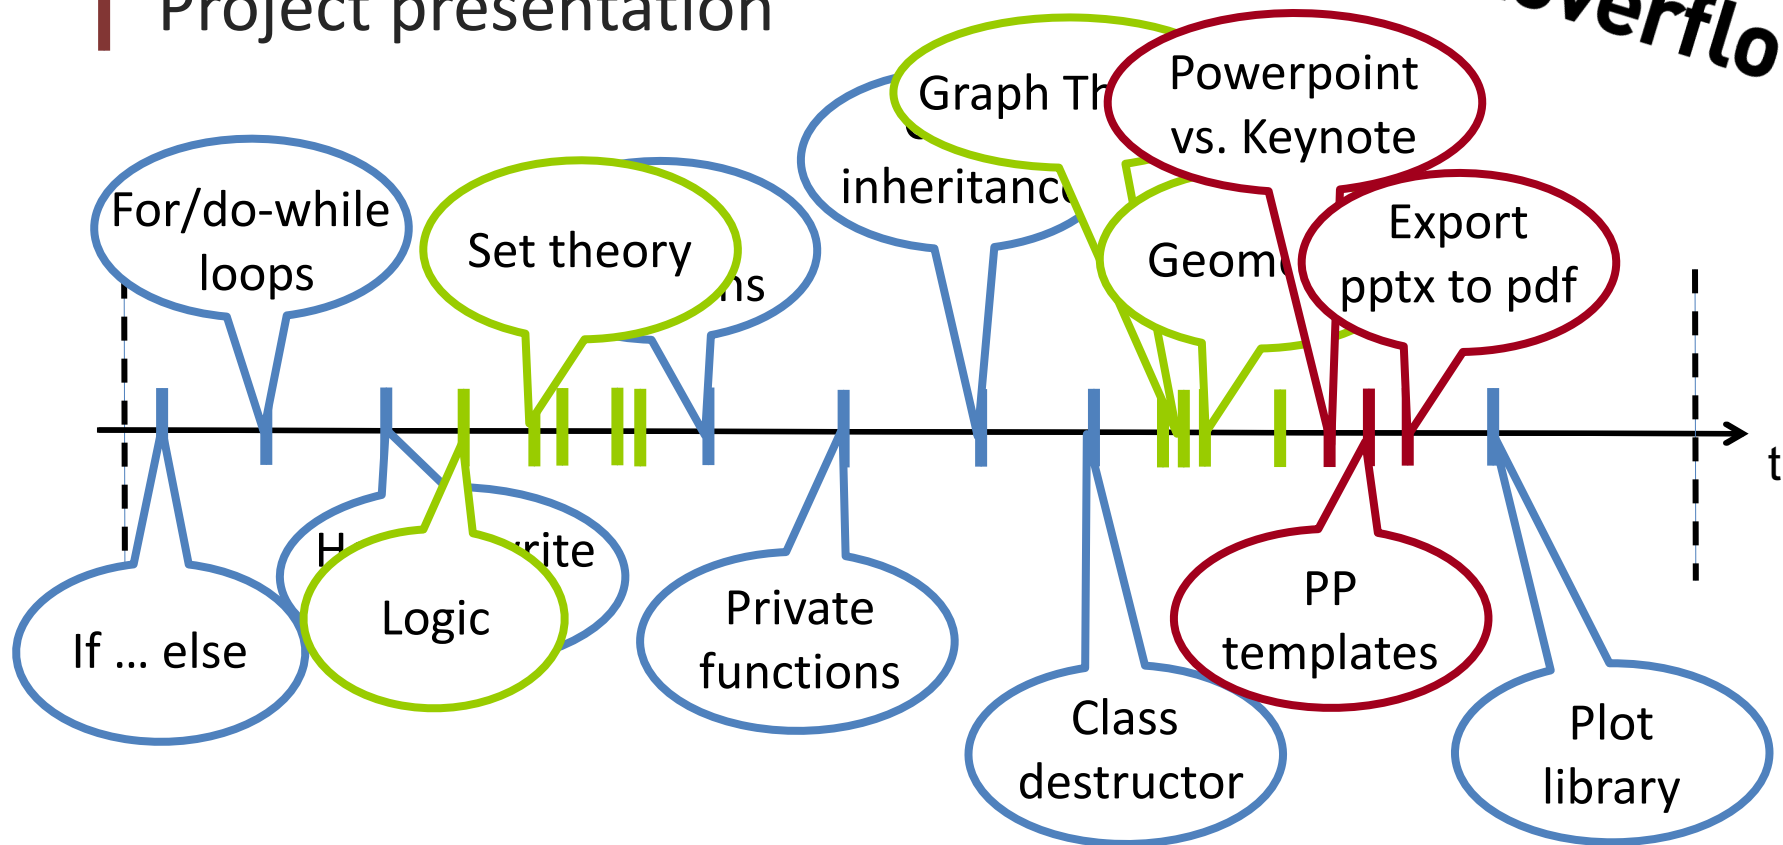 Project presentation
overflo
Graph Th
Powerpoint
vs. Keynote
For/do-while
loops
Set theory
ns
inheritance
Geom
Export
pptx to pdf
t
H
rite
If ... else
Logic
Private
functions
PP
templates
Class
destructor
Plot
library